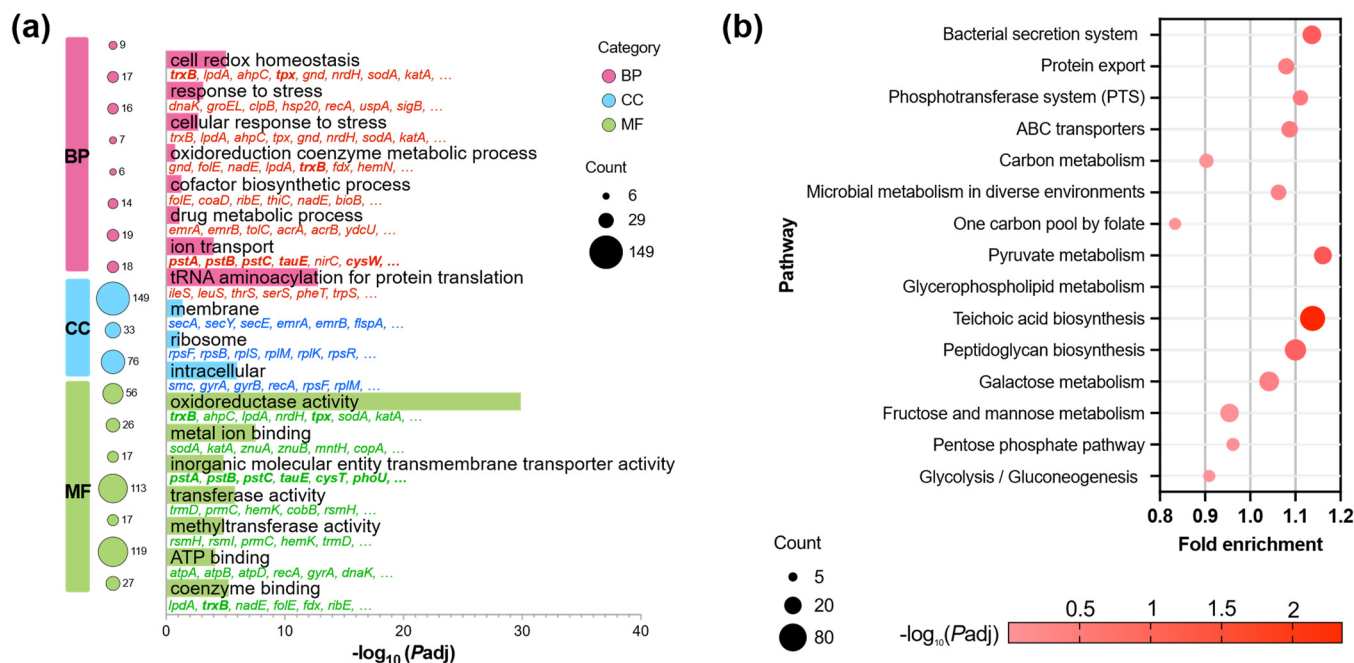 (a)
BP
CC
MF
9
17
16
7
6
14
19
18
149
33
76
56
26
17
113
17
119
27
cell redox homeostasis
trxB, lpdA, ahpC, tpx, gnd, nrdH, sodA, katA, ...
response to stress
dnaK, groEL, clpB, hsp20, recA, uspA, sigB, ...
cellular response to stress
trxB, lpdA, ahpC, tpx, gnd, nrdH, sodA, katA, ...
oxidoreduction coenzyme metabolic process
gnd, folE, nadE, lpdA, trxB, fdx, hemN, ...
cofactor biosynthetic process
folE, coaD, ribE, thiC, nadE, bioB, ...
drug metabolic process
emrA, emrB, tolC, acrA, acrB, ydcU, ...
ion transport
pstA, pstB, pstC, tauE, nirC, cysW, ...
tRNA aminoacylation for protein translation
ileS, leuS, thrS, serS, pheT, trpS, ...
membrane
secA, secY, secE, emrA, emrB, flspA, ...
ribosome
rpsF, rpsB, rplS, rplM, rplK, rpsR, ...
intracellular
smc, gyrA, gyrB, recA, rpsF, rplM, ...
oxidoreductase activity
trxB, ahpC, lpdA, nrdH, tpx, sodA, katA, ...
metal ion binding
sodA, katA, znuA, znuB, mntH, copA, ...
inorganic molecular entity transmembrane transporter activity
pstA, pstB, pstC, tauE, cysT, phoU, ...
transferase activity
trmD, prmC, hemK, cobB, rsmH, ...
methyltransferase activity
rsmH, rsmI, prmC, hemK, trmD, ...
ATP binding
atpA, atpB, atpD, recA, gyrA, dnaK, ...
coenzyme binding
lpdA, trxB, nadE, folE, fdx, ribE, ...
0 10 20 30 40
-log10 (Padj)
Category
BP
CC
MF
Count
6
29
149
(b)
Pathway
Bacterial secretion system
Protein export
Phosphotransferase system (PTS)
ABC transporters
Carbon metabolism
Microbial metabolism in diverse environments
One carbon pool by folate
Pyruvate metabolism
Glycerophospholipid metabolism
Teichoic acid biosynthesis
Peptidoglycan biosynthesis
Galactose metabolism
Fructose and mannose metabolism
Pentose phosphate pathway
Glycolysis / Gluconeogenesis
0.8 0.9 1.0 1.1 1.2
Fold enrichment
Count
5
20
80
0.5 1 1.5 2
-log10(Padj)